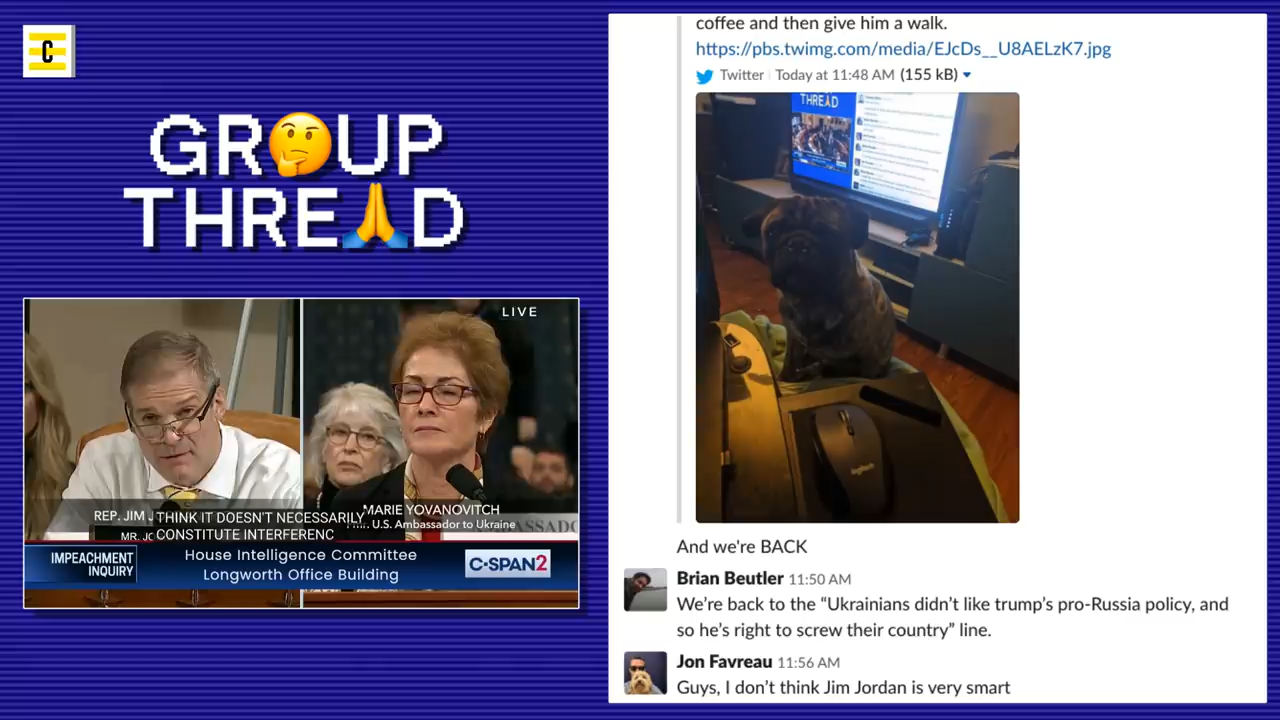 C
GR🤔UP
THRE🙏D
LIVE
REP. JIM J
THINK IT DOESN'T NECESSARILY
CONSTITUTE INTERFERENC
MR. JO
MARIE YOVANOVITCH
U.S. Ambassador to Ukraine
IMPEACHMENT
INQUIRY
House Intelligence Committee
Longworth Office Building
C-SPAN2
coffee and then give him a walk.
https://pbs.twimg.com/media/EJcDs__U8AELzK7.jpg
Twitter Today at 11:48 AM (155 kB)
THREAD
logitech
And we're BACK
Brian Beutler 11:50 AM
We're back to the “Ukrainians didn't like trump's pro-Russia policy, and
so he's right to screw their country” line.
Jon Favreau 11:56 AM
Guys, I don't think Jim Jordan is very smart